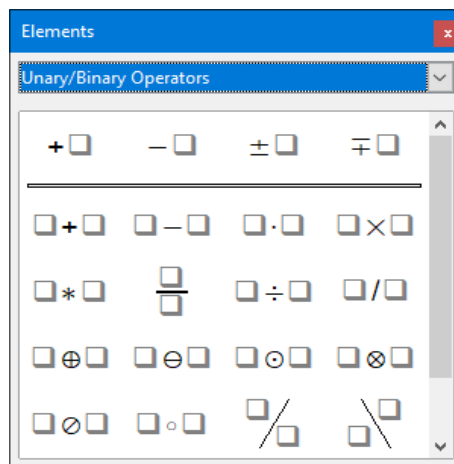 Elements
Unary/Binary Operators
+❑ −❑ ±❑ ∓❑
❑+❑ ❑−❑ ❑·❑ ❑×❑
❑∗❑ ❑/❑ ❑÷❑ ❑/❑
❑⊕❑ ❑⊖❑ ❑⊙❑ ❑⊗❑
❑⊘❑ ❑∘❑ ❑/❑ ❑\❑